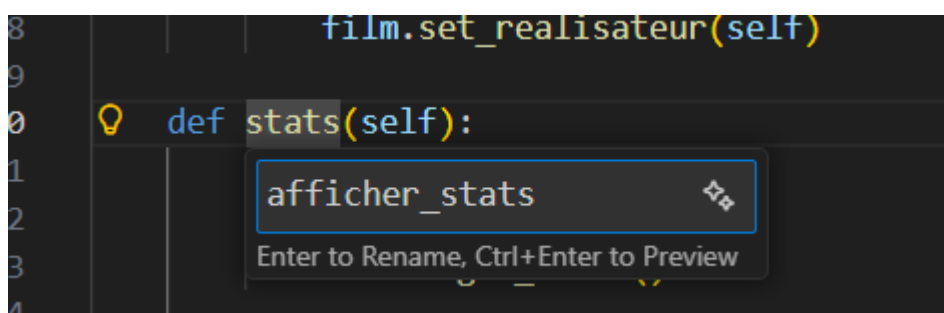 8 film.set_realisateur(self)
9
0 def stats(self):
1
afficher_stats
2
Enter to Rename, Ctrl+Enter to Preview
3
4